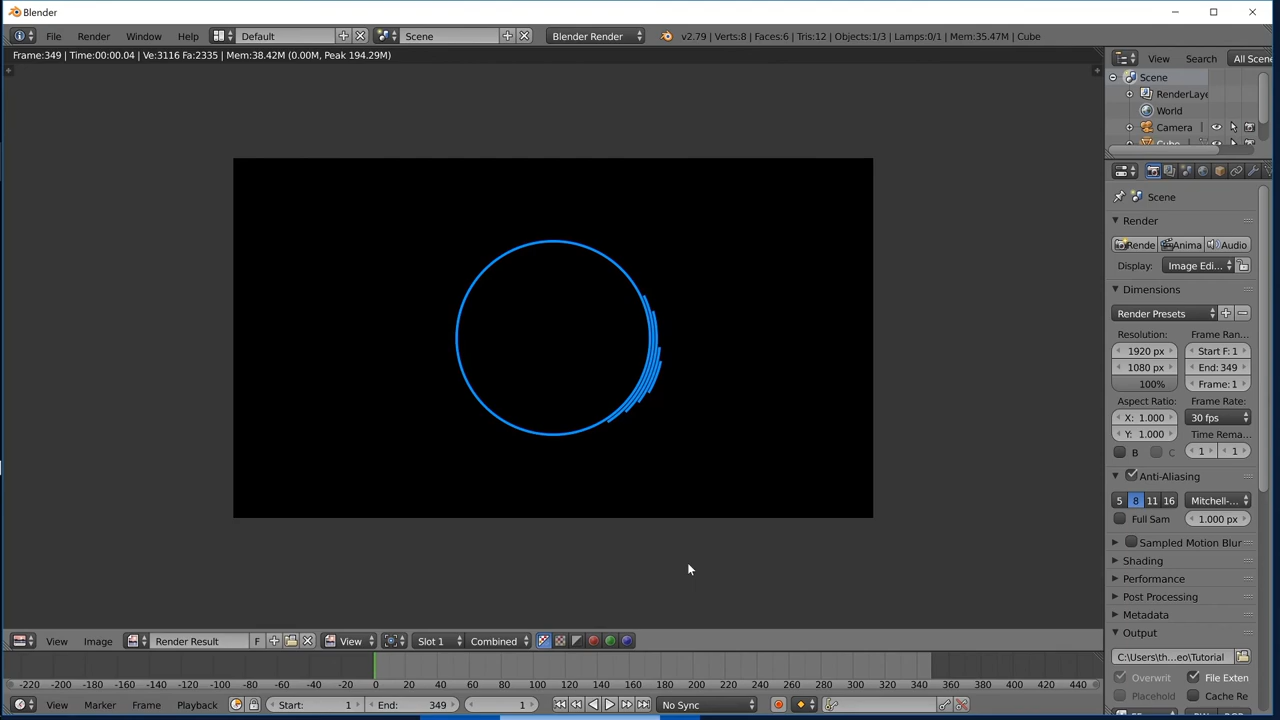 Blender
File Render Window Help Default Scene Blender Render v2.79 | Verts:8 | Faces:6 | Tris:12 | Objects:1/3 | Lamps:0/1 | Mem:35.47M | Cube
Frame:349 | Time:00:00.04 | Ve:3116 Fa:2335 | Mem:38.42M (0.00M, Peak 194.29M)
View Search All Scene
Scene
RenderLaye
World
Camera
Cube
Scene
Render
Rende Anima Audio
Display: Image Edi...
Dimensions
Render Presets
Resolution: Frame Ran...
1920 px Start F: 1
1080 px End: 349
100% Frame: 1
Aspect Ratio: Frame Rate:
X: 1.000 30 fps
Y: 1.000 Time Rema...
B C 1 1
Anti-Aliasing
5 8 11 16 Mitchell-...
Full Sam 1.000 px
Sampled Motion Blur
Shading
Performance
Post Processing
Metadata
Output
C:\Users\th...eo\Tutorial
Overwrit File Exten
Placehold Cache Re
View Image Render Result F View Slot 1 Combined
-220 -200 -180 -160 -140 -120 -100 -80 -60 -40 -20 0 20 40 60 80 100 120 140 160 180 200 220 240 260 280 300 320 340 360 380 400 420 440
View Marker Frame Playback Start: 1 End: 349 1 No Sync